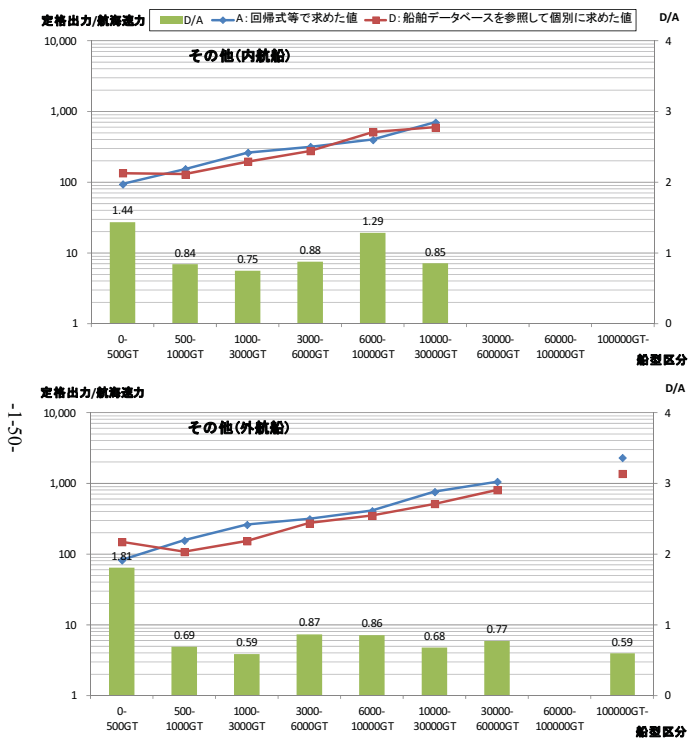 定格出力/航海速力
D/A
A:回帰式等で求めた値
D:船舶データベースを参照して個別に求めた値
D/A
その他(内航船)
10,000
1,000
100
10
1
4
3
2
1
0
1.44
0.84
0.75
0.88
1.29
0.85
0-
500GT
500-
1000GT
1000-
3000GT
3000-
6000GT
6000-
10000GT
10000-
30000GT
30000-
60000GT
60000-
100000GT
100000GT-
船型区分
定格出力/航海速力
D/A
その他(外航船)
10,000
1,000
100
10
1
4
3
2
1
0
1.81
0.69
0.59
0.87
0.86
0.68
0.77
0.59
0-
500GT
500-
1000GT
1000-
3000GT
3000-
6000GT
6000-
10000GT
10000-
30000GT
30000-
60000GT
60000-
100000GT
100000GT-
船型区分
-1-50-